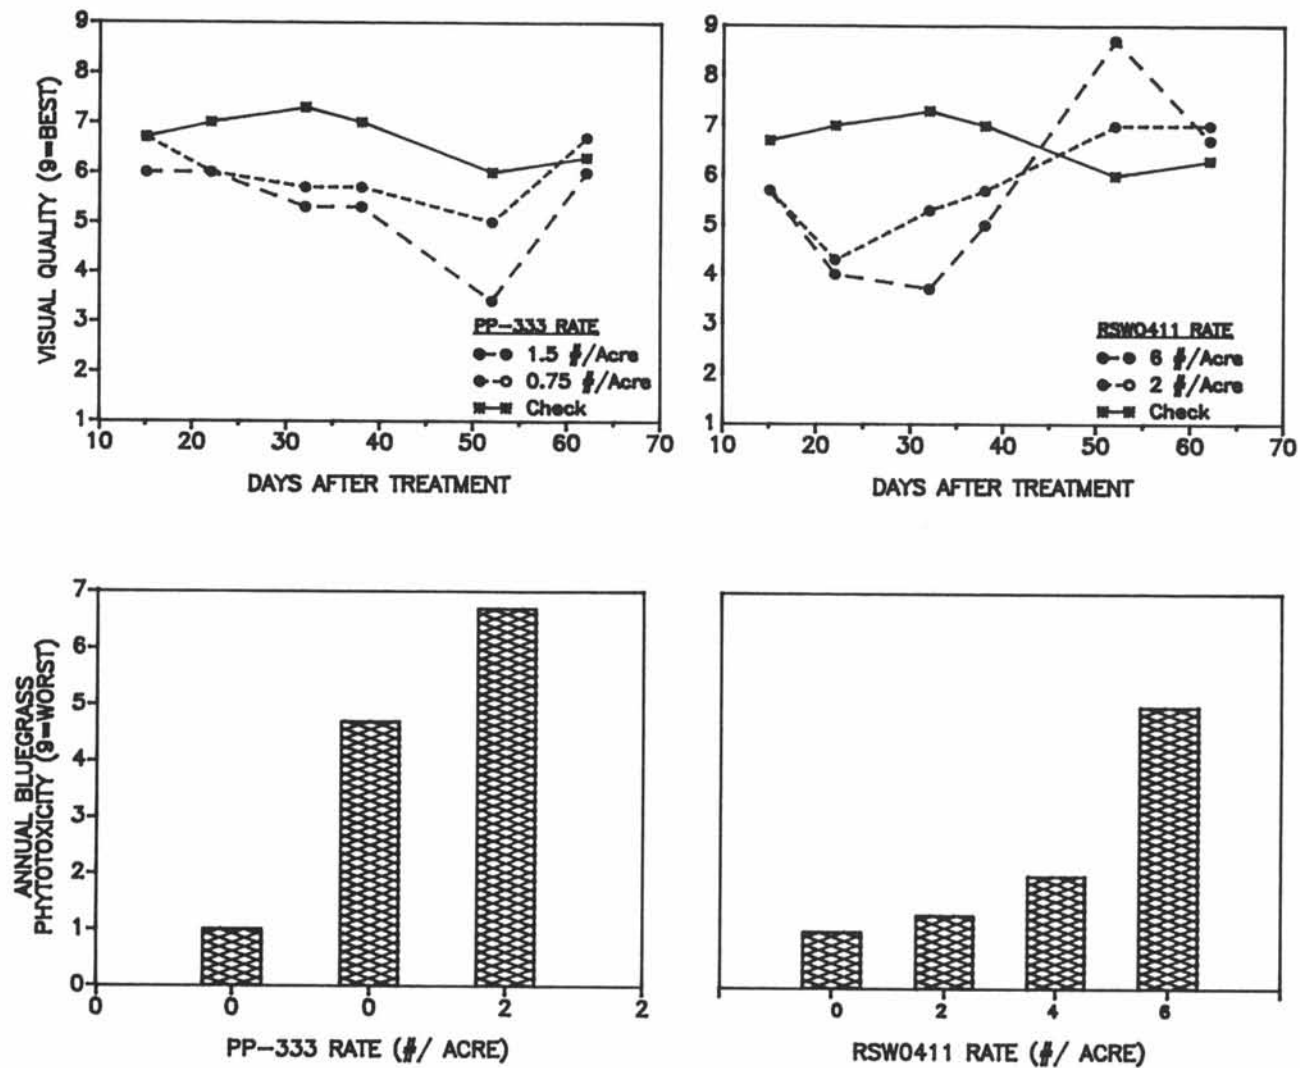 VISUAL QUALITY (9=BEST)
9
8
7
6
5
4
3
2
1
10 20 30 40 50 60 70
DAYS AFTER TREATMENT
PP-333 RATE
1.5 #/Acre
0.75 #/Acre
Check
9
8
7
6
5
4
3
2
1
10 20 30 40 50 60 70
DAYS AFTER TREATMENT
RSW0411 RATE
6 #/Acre
2 #/Acre
Check
ANNUAL BLUEGRASS
PHYTOTOXICITY (9=WORST)
7
6
5
4
3
2
1
0
0 0 0 2 2
PP-333 RATE (#/ ACRE)
0 2 4 6
RSW0411 RATE (#/ ACRE)